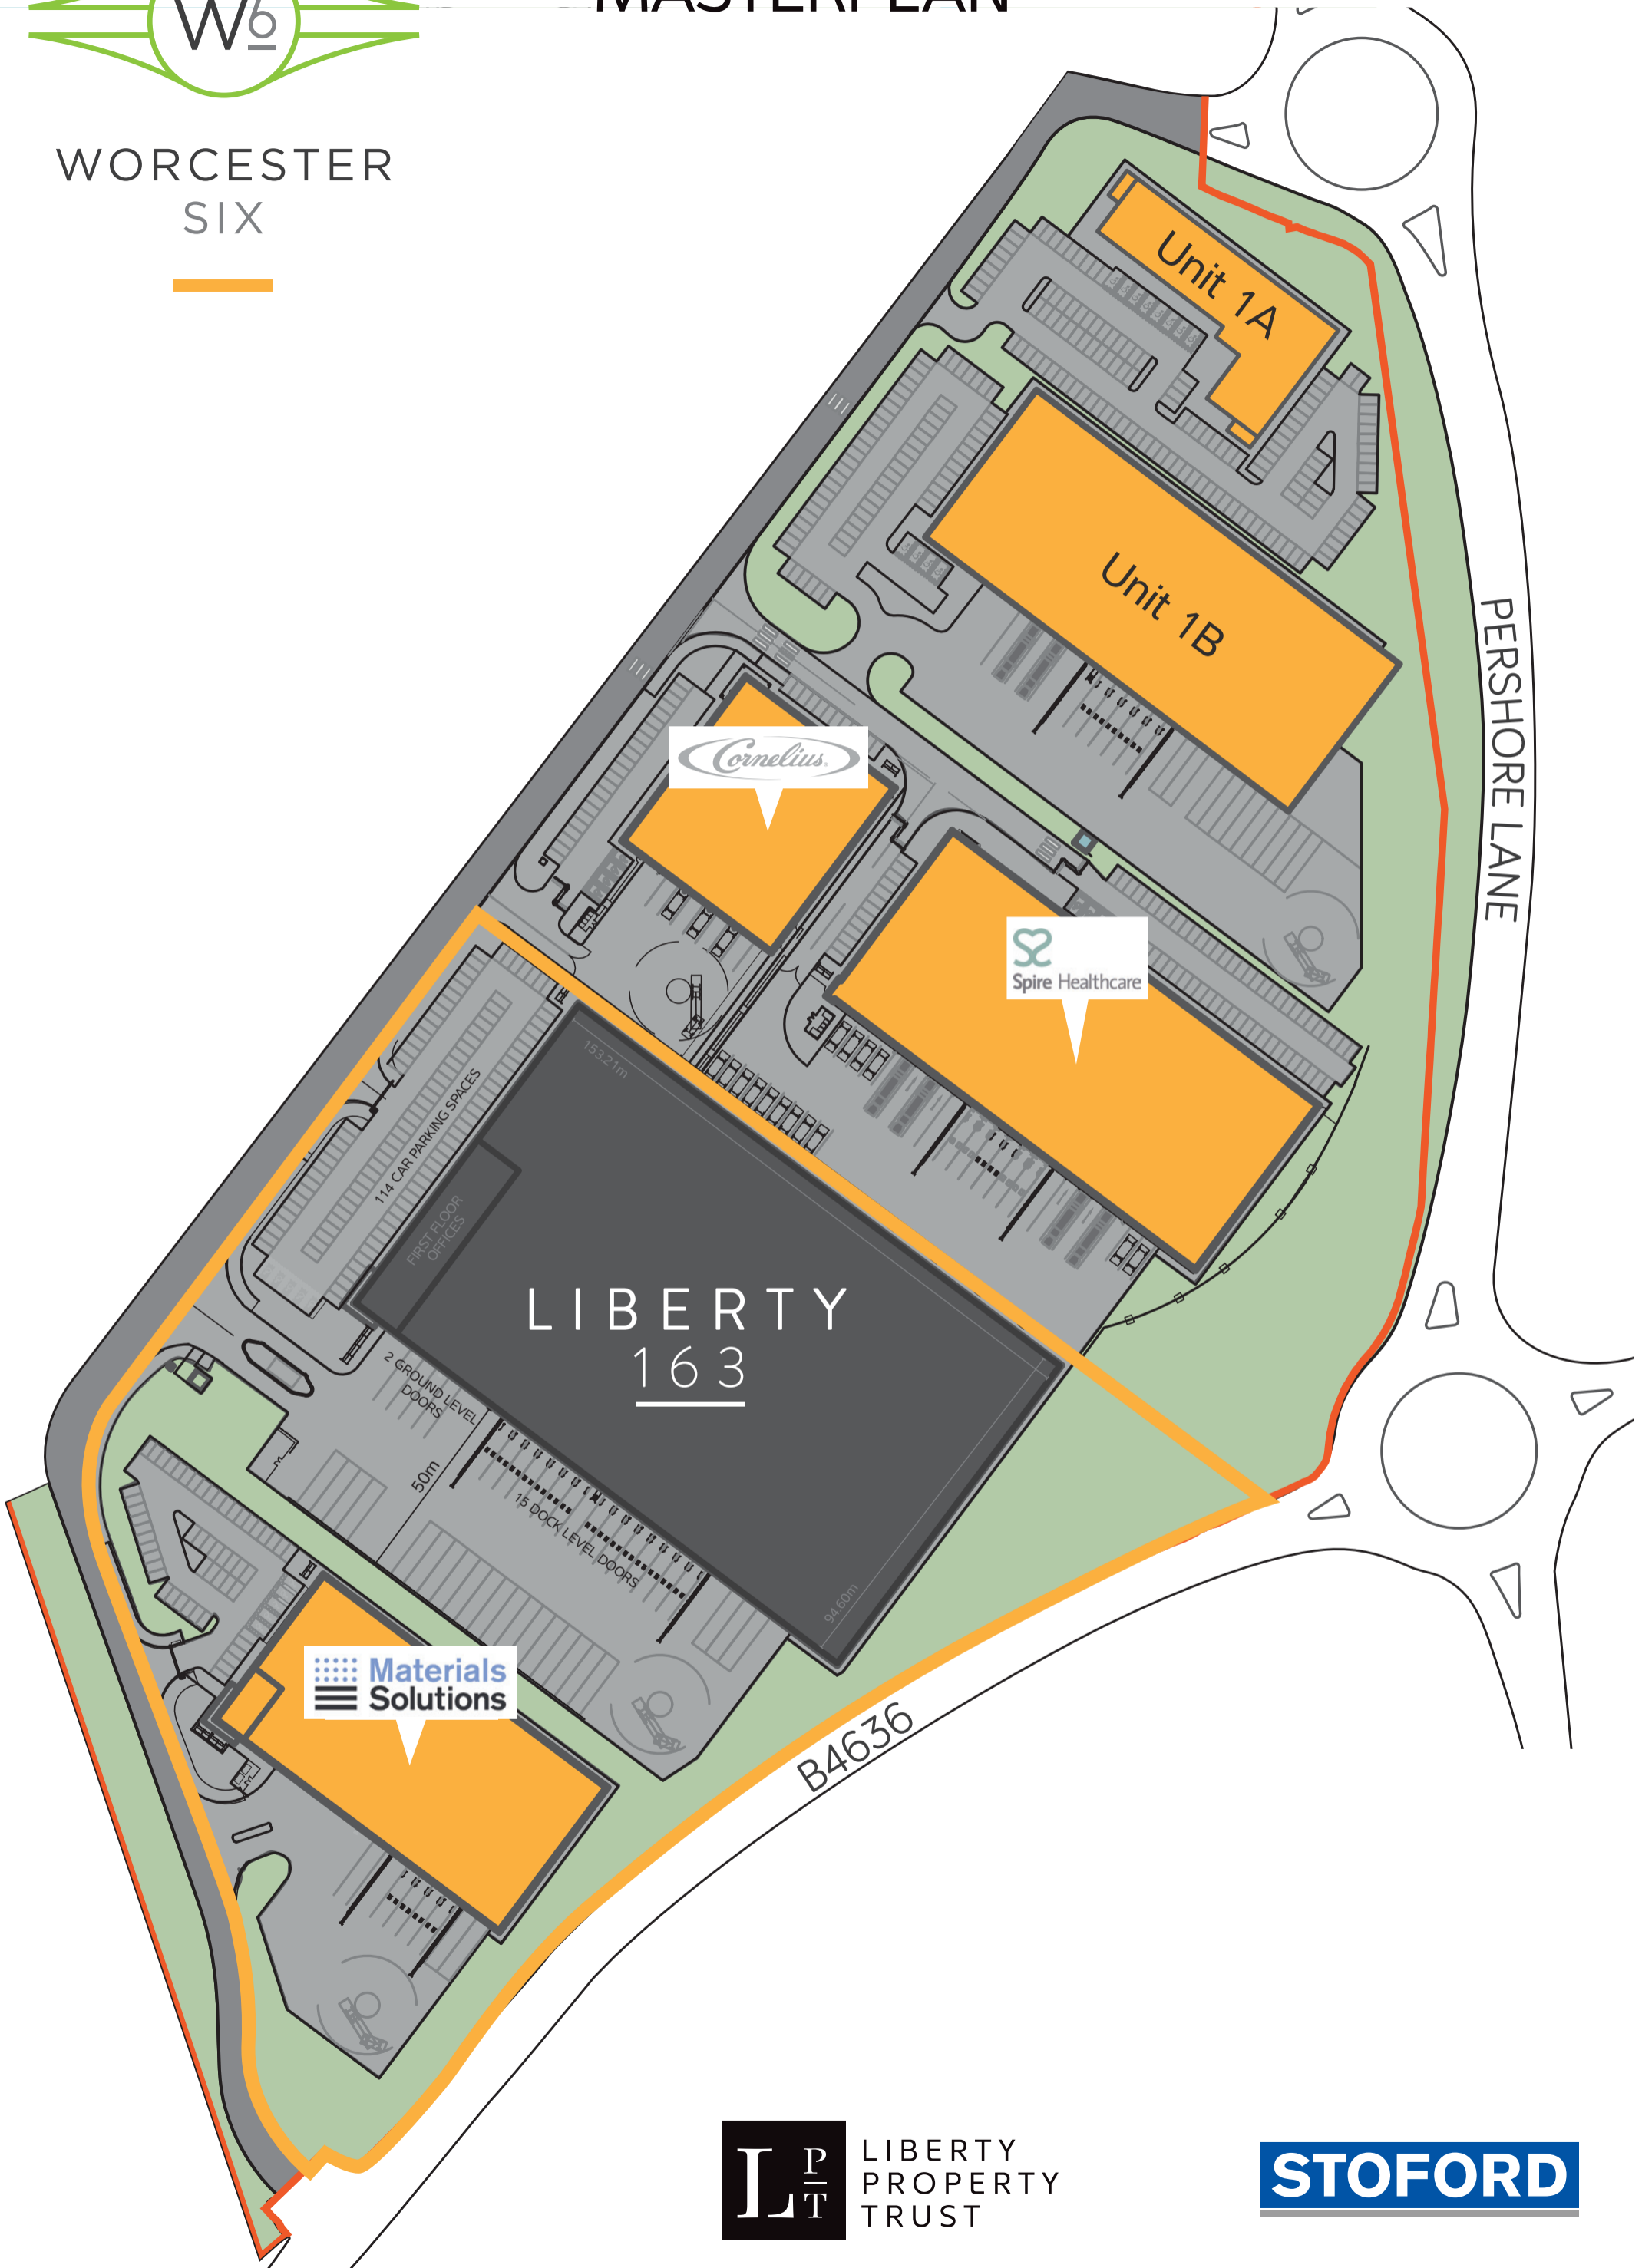 MASTERPLAN
W6
WORCESTER
SIX
Unit 1A
Unit 1B
PERSHORE LANE
Cornelius
Spire Healthcare
153.21m
114 CAR PARKING SPACES
FIRST FLOOR
OFFICES
LIBERTY
163
2 GROUND LEVEL
DOORS
50m
15 DOCK LEVEL DOORS
94.60m
Materials
Solutions
B4636
L P T
LIBERTY
PROPERTY
TRUST
STOFORD